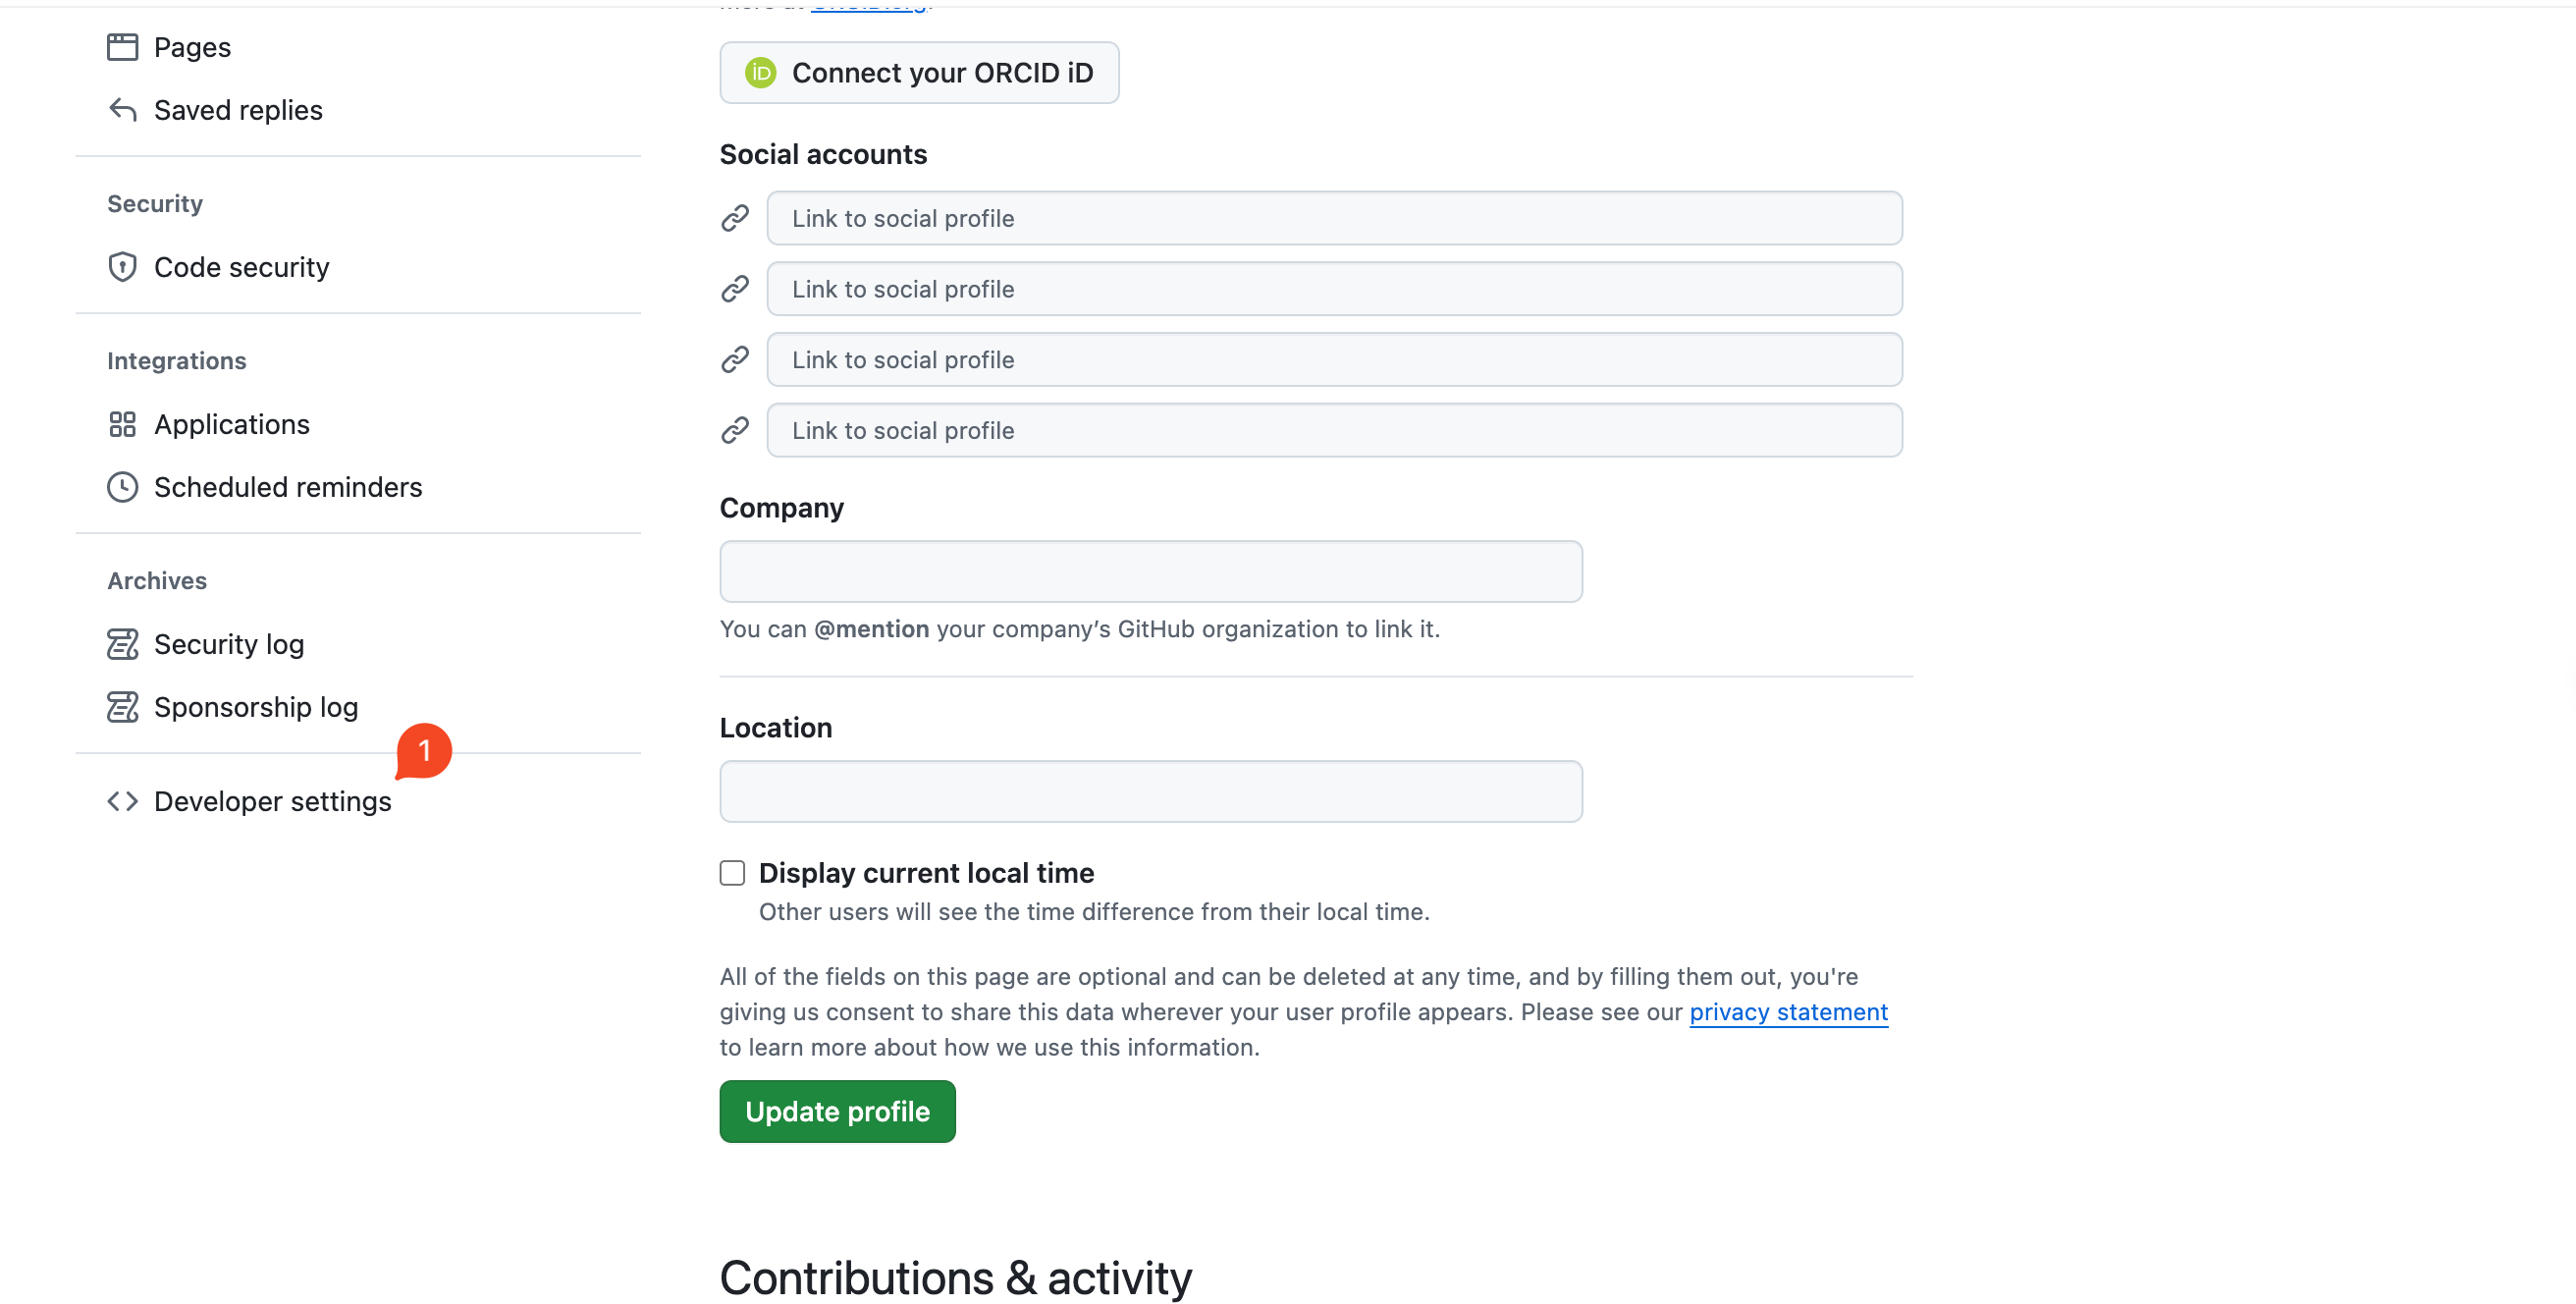 Pages
Saved replies
Security
Code security
Integrations
Applications
Scheduled reminders
Archives
Security log
Sponsorship log
1
Developer settings
iD Connect your ORCID iD
Social accounts
Link to social profile
Link to social profile
Link to social profile
Link to social profile
Company
You can @mention your company’s GitHub organization to link it.
Location
Display current local time
Other users will see the time difference from their local time.
All of the fields on this page are optional and can be deleted at any time, and by filling them out, you're
giving us consent to share this data wherever your user profile appears. Please see our privacy statement
to learn more about how we use this information.
Update profile
Contributions & activity